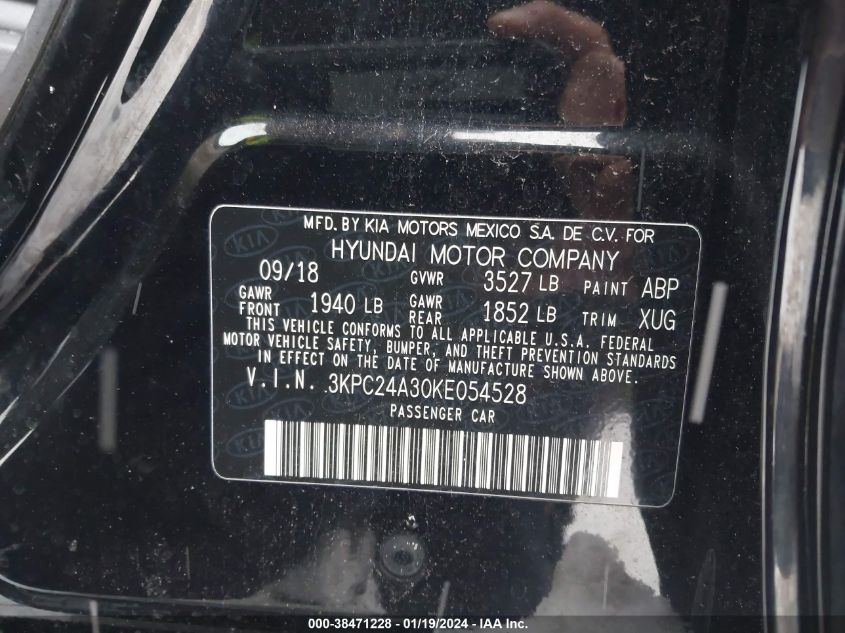 MFD. BY KIA MOTORS MEXICO S.A. DE C.V. FOR
HYUNDAI MOTOR COMPANY
09/18 GVWR 3527 LB PAINT ABP
GAWR FRONT 1940 LB GAWR REAR 1852 LB TRIM XUG
THIS VEHICLE CONFORMS TO ALL APPLICABLE U.S.A. FEDERAL
MOTOR VEHICLE SAFETY, BUMPER, AND THEFT PREVENTION STANDARDS
IN EFFECT ON THE DATE OF MANUFACTURE SHOWN ABOVE.
V.I.N. 3KPC24A30KE054528
PASSENGER CAR
000-38471228 - 01/19/2024 - IAA Inc.